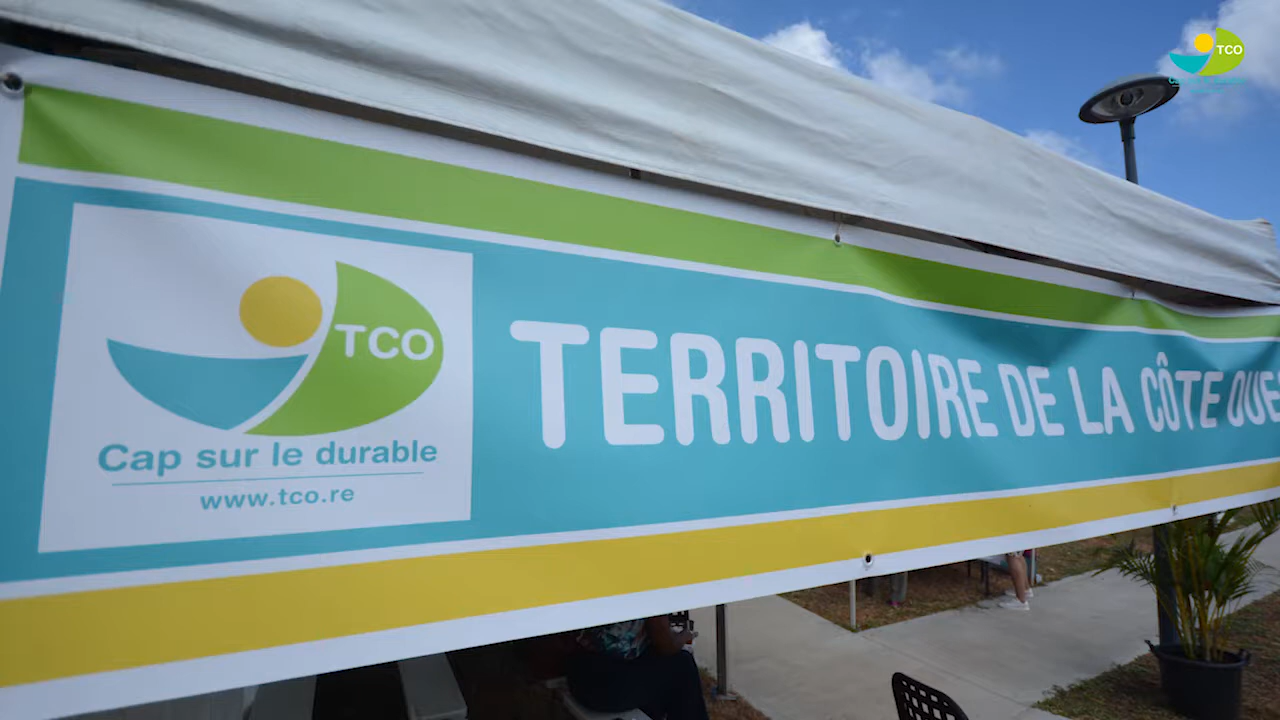 TCO
TCO
Cap sur le durable
www.tco.re
TERRITOIRE DE LA CÔTE